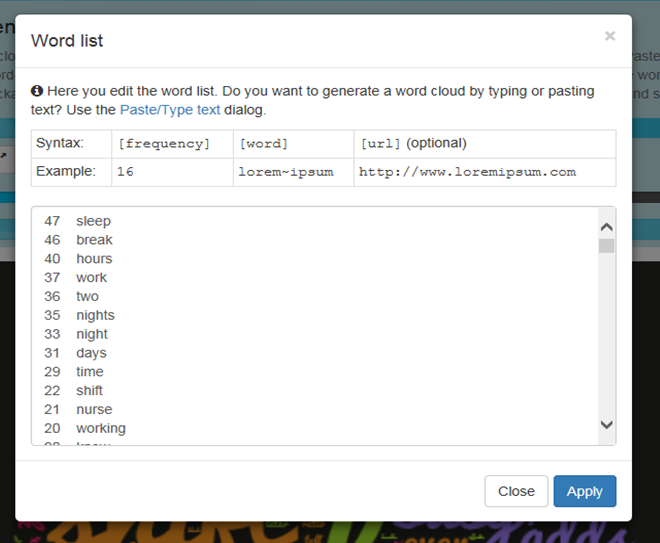 Word list ×
Here you edit the word list. Do you want to generate a word cloud by typing or pasting
text? Use the Paste/Type text dialog.
Syntax: [frequency] [word] [url] (optional)
Example: 16 lorem~ipsum http://www.loremipsum.com
47 sleep
46 break
40 hours
37 work
36 two
35 nights
33 night
31 days
29 time
22 shift
21 nurse
20 working
Close Apply